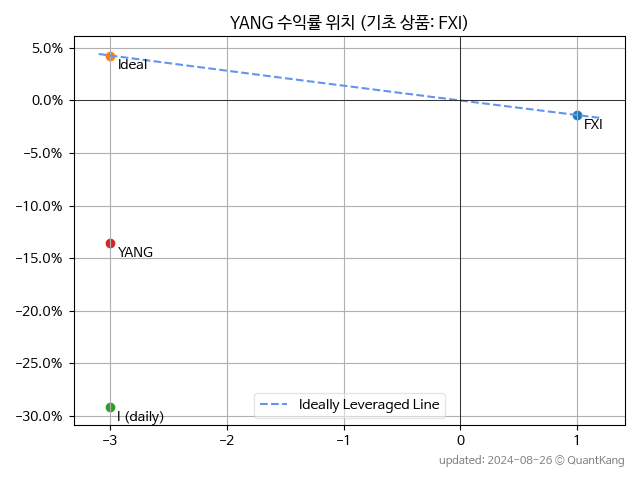 YANG 수익률 위치 (기초 상품: FXI)
5.0%
0.0%
−5.0%
−10.0%
−15.0%
−20.0%
−25.0%
−30.0%
Ideal
FXI
YANG
I (daily)
Ideally Leveraged Line
−3
−2
−1
0
1
updated: 2024-08-26 © QuantKang